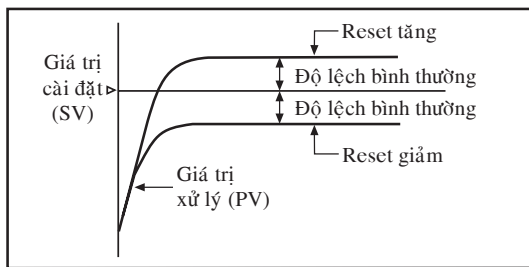 Reset tăng
Giá trị
cài đặt
(SV)
Độ lệch bình thường
Độ lệch bình thường
Reset giảm
Giá trị
xử lý (PV)